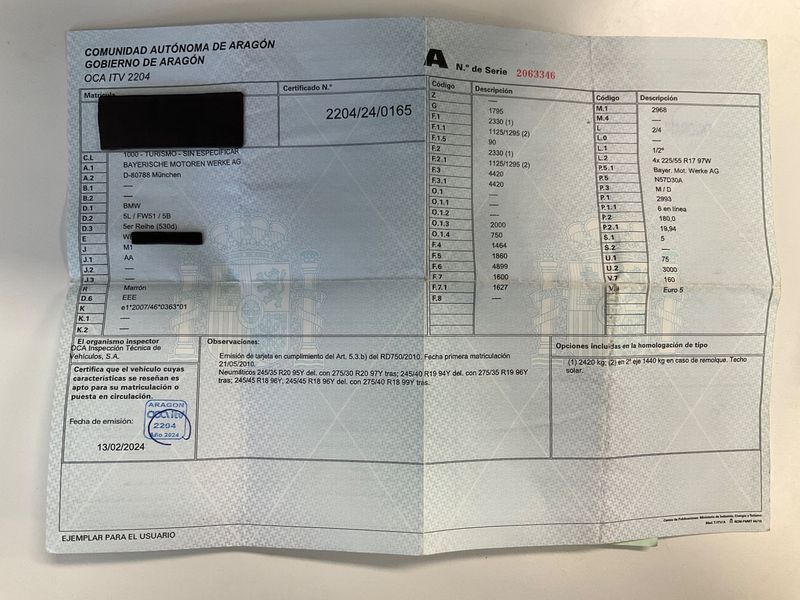 COMUNIDAD AUTÓNOMA DE ARAGÓN
GOBIERNO DE ARAGÓN
OCA ITV 2204
Matrícula
Certificado N.º
2204/24/0165
C.L 1000 - TURISMO - SIN ESPECIFICAR
A.1 BAYERISCHE MOTOREN WERKE AG
A.2 D-80788 München
B.1 ----
B.2 ----
D.1 BMW
D.2 5L / FW51 / 5B
D.3 5er Reihe (530d)
E
J M1
J.1 AA
J.2 ----
J.3 ----
R Marrón
D.6 EEE
K e1*2007/46*0363*01
K.1 ----
K.2 ----
A N.º de Serie 2063346
Código Descripción
Z ----
G 1795
F.1 2330 (1)
F.1.1 1125/1295 (2)
F.1.5 90
F.2 2330 (1)
F.2.1 1125/1295 (2)
F.3 4420
F.3.1 4420
O.1 ----
O.1.1 ----
O.1.2 ----
O.1.3 2000
O.1.4 750
F.4 1464
F.5 1860
F.6 4899
F.7 1600
F.7.1 1627
F.8 ----
Código Descripción
M.1 2968
M.4 ----
L 2/4
L.0 ----
L.1 1/2º
L.2 4x 225/55 R17 97W
P.5.1 Bayer. Mot. Werke AG
P.5 N57D30A
P.3 M / D
P.1 2993
P.1.1 6 en línea
P.2 180,0
P.2.1 19,94
S.1 5
S.2 ----
U.1 75
U.2 3000
V.7 160
V.9 Euro 5
El organismo inspector
OCA Inspección Técnica de
Vehículos, S.A.
Certifica que el vehículo cuyas
características se reseñan es
apto para su matriculación o
puesta en circulación.
Fecha de emisión:
ARAGON
OCA ITV
2204
Año 2024
13/02/2024
Observaciones:
Emisión de tarjeta en cumplimiento del Art. 5.3.b) del RD750/2010. Fecha primera matriculación
21/05/2010.
Neumáticos 245/35 R20 95Y del. con 275/30 R20 97Y tras; 245/40 R19 94Y del. con 275/35 R19 96Y
tras; 245/45 R18 96Y; 245/45 R18 96Y del. con 275/40 R18 99Y tras.
Opciones incluidas en la homologación de tipo
(1) 2420 kg; (2) en 2º eje 1440 kg en caso de remolque. Techo
solar.
EJEMPLAR PARA EL USUARIO
Centro de Publicaciones. Ministerio de Industria, Energía y Turismo